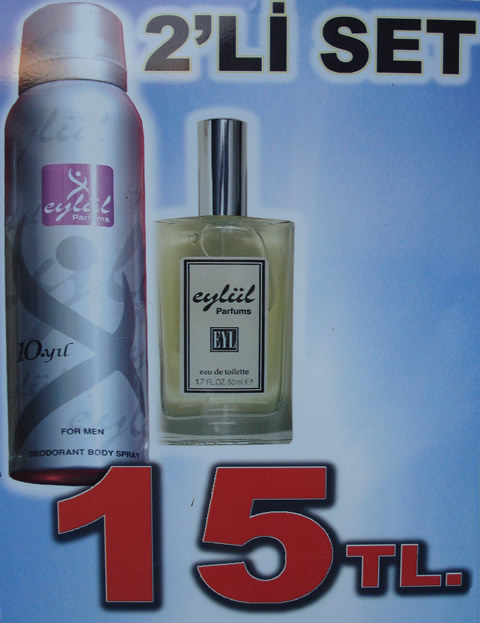 2'Lİ SET
eylül
eylül
Parfums
10.yıl
FOR MEN
DEODORANT BODY SPRAY
eylül
Parfums
EYL
eau de toilette
1.7 FL.OZ. 50 ml e
15 TL.